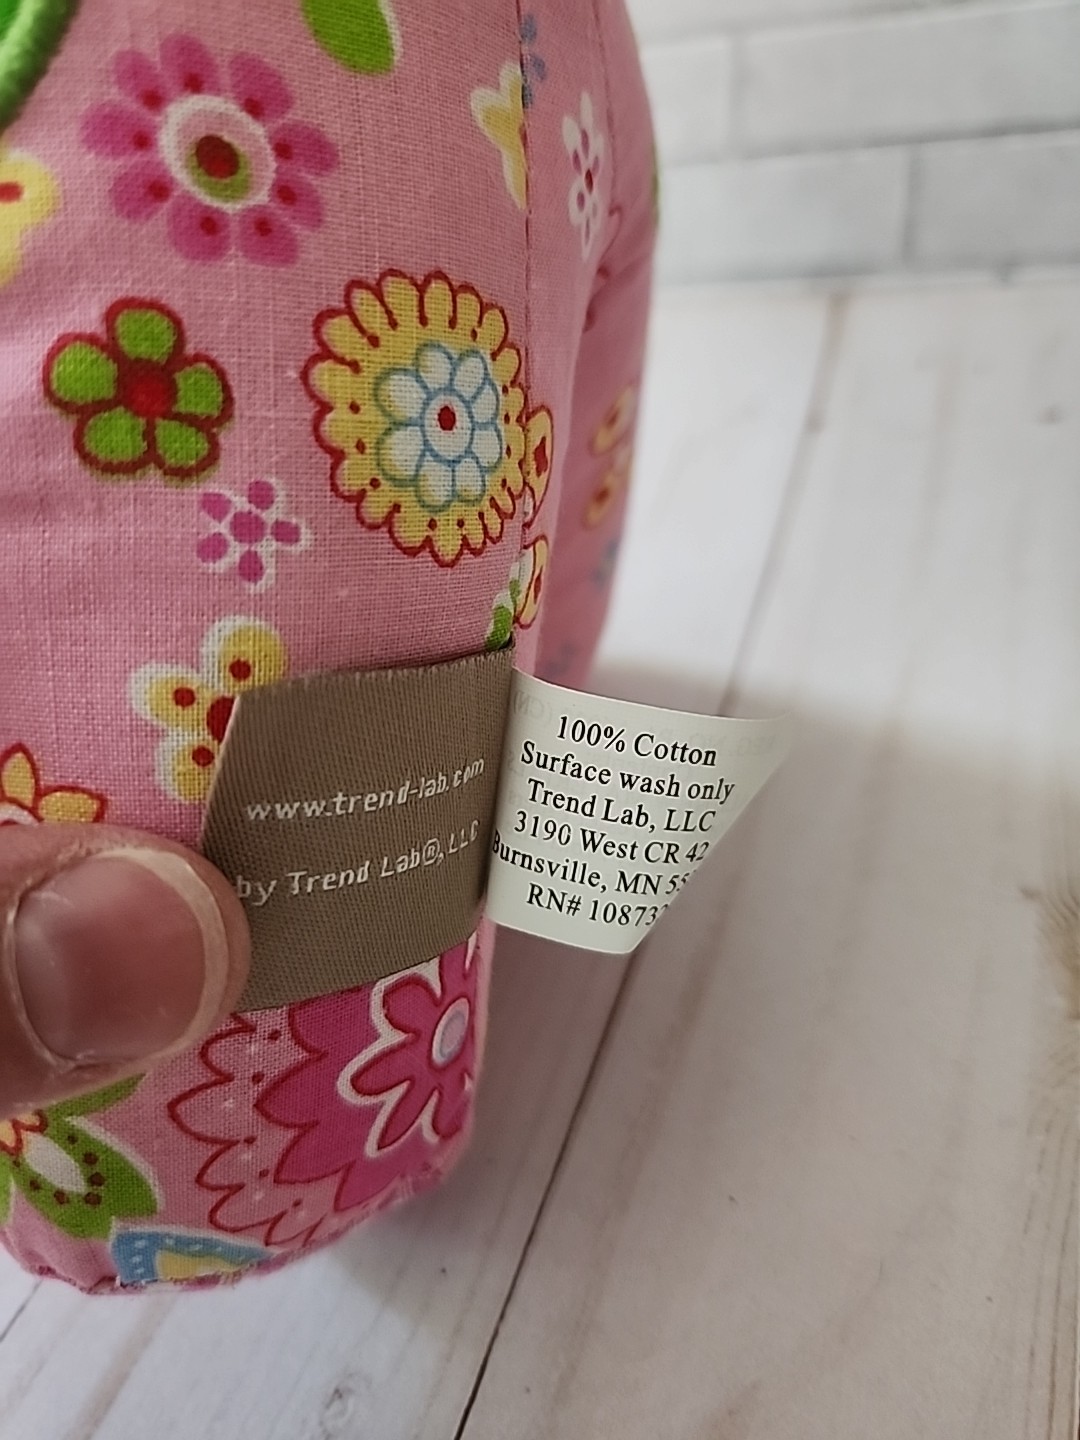 www.trend-lab.com
by Trend Lab®, LLC
100% Cotton
Surface wash only
Trend Lab, LLC
3190 West CR 42
Burnsville, MN 55
RN# 10873